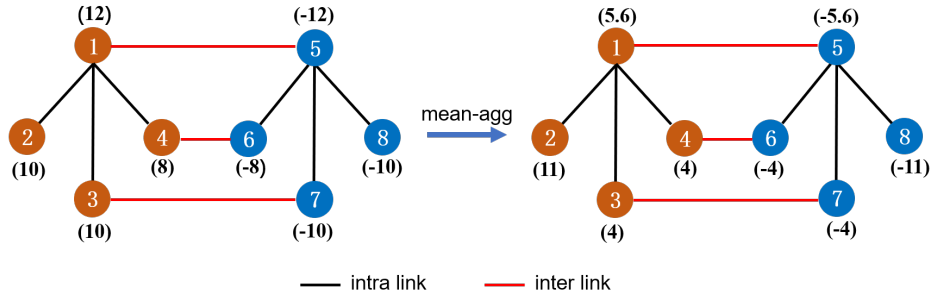 (12) (-12) (5.6) (-5.6)
1 5 1 5
mean-agg
2 4 6 8 2 4 6 8
(10) (8) (-8) (-10) (11) (4) (-4) (-11)
3 7 3 7
(10) (-10) (4) (-4)
intra link inter link